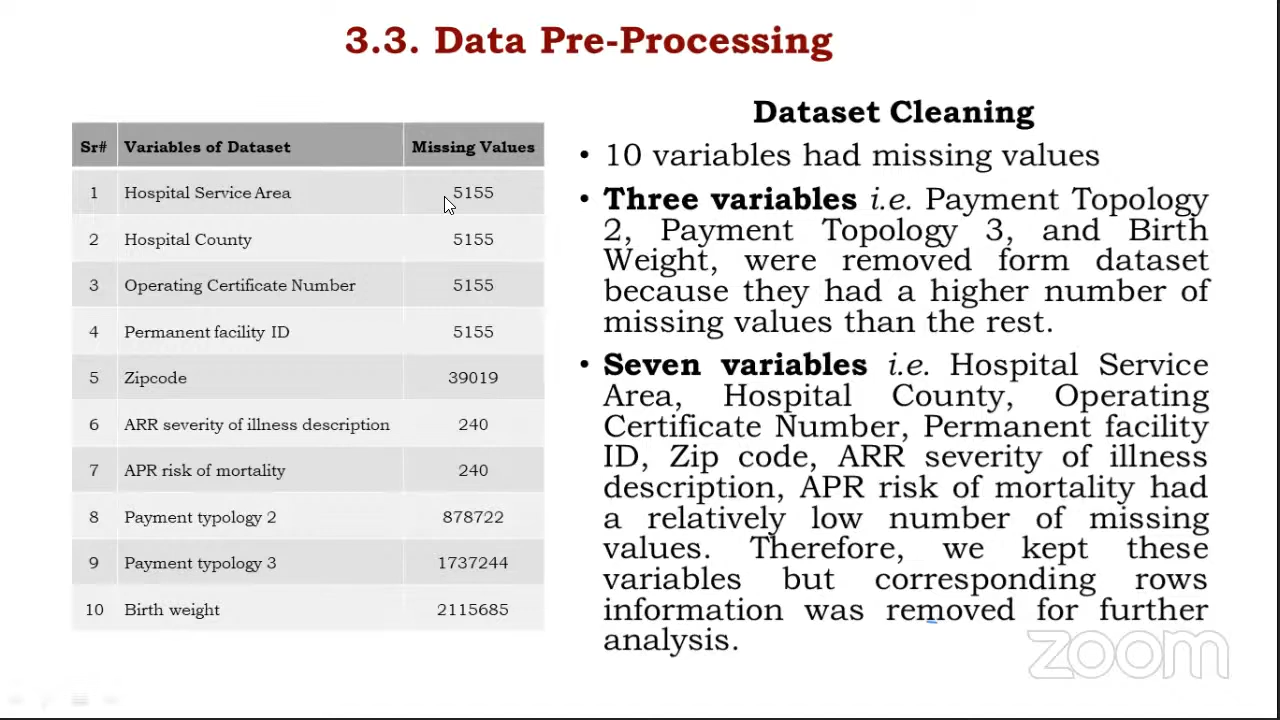 3.3. Data Pre-Processing
Sr# Variables of Dataset Missing Values
1 Hospital Service Area 5155
2 Hospital County 5155
3 Operating Certificate Number 5155
4 Permanent facility ID 5155
5 Zipcode 39019
6 ARR severity of illness description 240
7 APR risk of mortality 240
8 Payment typology 2 878722
9 Payment typology 3 1737244
10 Birth weight 2115685
Dataset Cleaning
• 10 variables had missing values
• Three variables i.e. Payment Topology
2, Payment Topology 3, and Birth
Weight, were removed form dataset
because they had a higher number of
missing values than the rest.
• Seven variables i.e. Hospital Service
Area, Hospital County, Operating
Certificate Number, Permanent facility
ID, Zip code, ARR severity of illness
description, APR risk of mortality had
a relatively low number of missing
values. Therefore, we kept these
variables but corresponding rows
information was removed for further
analysis.
zoom